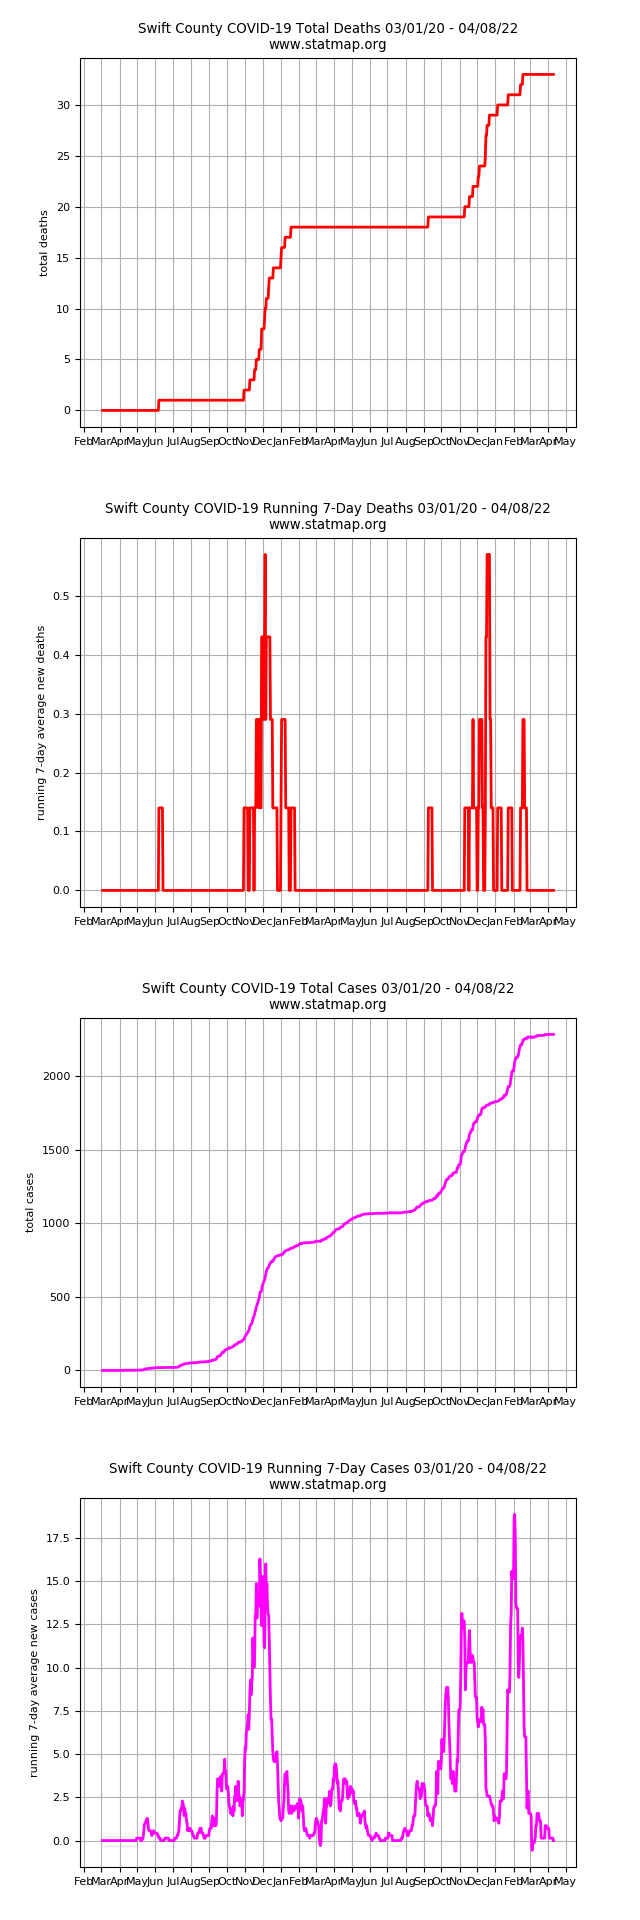 Swift County COVID-19 Total Deaths 03/01/20 - 04/08/22
www.statmap.org
30
25
20
15
10
5
0
total deaths
Feb Mar Apr May Jun Jul Aug Sep Oct Nov Dec Jan Feb Mar Apr May Jun Jul Aug Sep Oct Nov Dec Jan Feb Mar Apr May
Swift County COVID-19 Running 7-Day Deaths 03/01/20 - 04/08/22
www.statmap.org
0.5
0.4
0.3
0.2
0.1
0.0
running 7-day average new deaths
Feb Mar Apr May Jun Jul Aug Sep Oct Nov Dec Jan Feb Mar Apr May Jun Jul Aug Sep Oct Nov Dec Jan Feb Mar Apr May
Swift County COVID-19 Total Cases 03/01/20 - 04/08/22
www.statmap.org
2000
1500
1000
500
0
total cases
Feb Mar Apr May Jun Jul Aug Sep Oct Nov Dec Jan Feb Mar Apr May Jun Jul Aug Sep Oct Nov Dec Jan Feb Mar Apr May
Swift County COVID-19 Running 7-Day Cases 03/01/20 - 04/08/22
www.statmap.org
17.5
15.0
12.5
10.0
7.5
5.0
2.5
0.0
running 7-day average new cases
Feb Mar Apr May Jun Jul Aug Sep Oct Nov Dec Jan Feb Mar Apr May Jun Jul Aug Sep Oct Nov Dec Jan Feb Mar Apr May